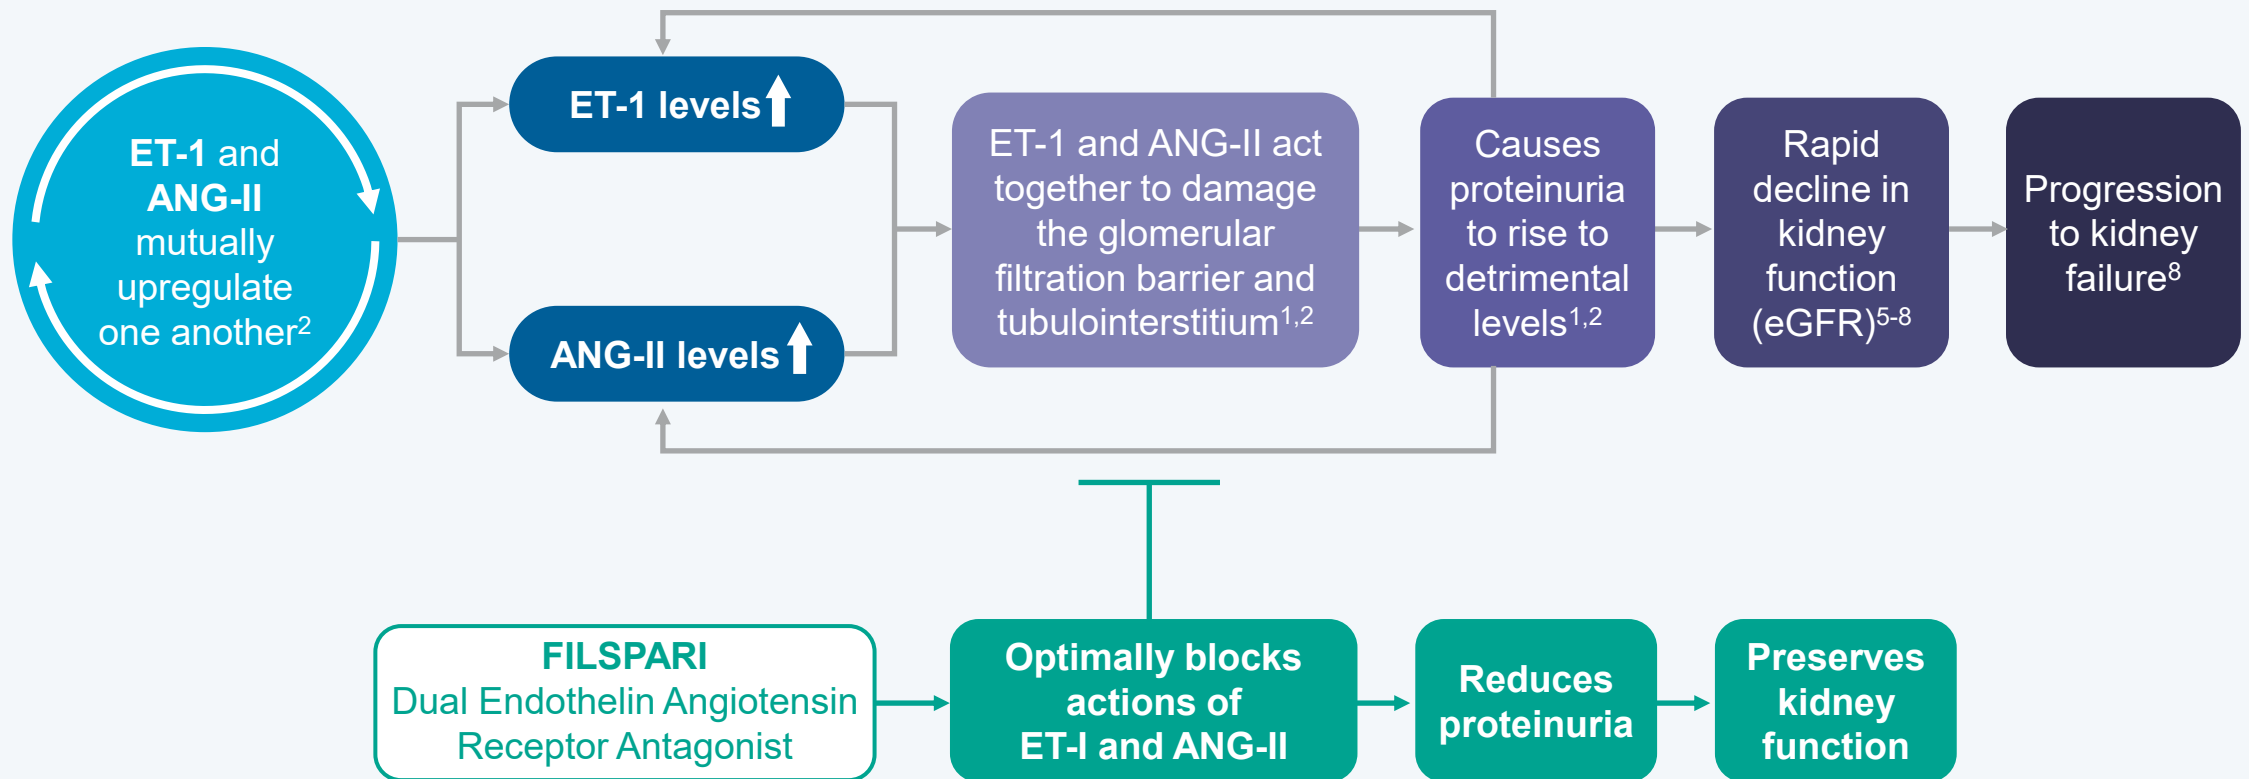 ET-1 and
ANG-II
mutually
upregulate
one another2
ET-1 levels
ANG-II levels
ET-1 and ANG-II act
together to damage
the glomerular
filtration barrier and
tubulointerstitium1,2
Causes
proteinuria
to rise to
detrimental
levels1,2
Rapid
decline in
kidney
function
(eGFR)5-8
Progression
to kidney
failure8
FILSPARI
Dual Endothelin Angiotensin
Receptor Antagonist
Optimally blocks
actions of
ET-I and ANG-II
Reduces
proteinuria
Preserves
kidney
function